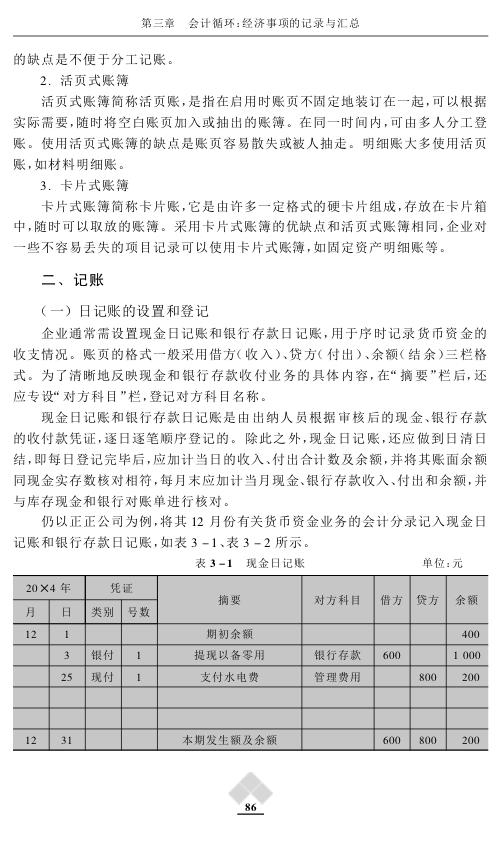 第三章　会计循环:经济事项的记录与汇总
的缺点是不便于分工记账。
2. 活页式账簿
活页式账簿简称活页账,是指在启用时账页不固定地装订在一起,可以根据
实际需要,随时将空白账页加入或抽出的账簿。在同一时间内,可由多人分工登
账。使用活页式账簿的缺点是账页容易散失或被人抽走。明细账大多使用活页
账,如材料明细账。
3. 卡片式账簿
卡片式账簿简称卡片账,它是由许多一定格式的硬卡片组成,存放在卡片箱
中,随时可以取放的账簿。采用卡片式账簿的优缺点和活页式账簿相同,企业对
一些不容易丢失的项目记录可以使用卡片式账簿,如固定资产明细账等。
二、记账
(一)日记账的设置和登记
企业通常需设置现金日记账和银行存款日记账,用于序时记录货币资金的
收支情况。账页的格式一般采用借方(收入)、贷方(付出)、余额(结余)三栏格
式。为了清晰地反映现金和银行存款收付业务的具体内容,在“摘要”栏后,还
应专设“对方科目”栏,登记对方科目名称。
现金日记账和银行存款日记账是由出纳人员根据审核后的现金、银行存款
的收付款凭证,逐日逐笔顺序登记的。除此之外,现金日记账,还应做到日清日
结,即每日登记完毕后,应加计当日的收入、付出合计数及余额,并将其账面余额
同现金实存数核对相符,每月末应加计当月现金、银行存款收入、付出和余额,并
与库存现金和银行对账单进行核对。
仍以正正公司为例,将其 12 月份有关货币资金业务的会计分录记入现金日
记账和银行存款日记账,如表 3-1、表 3-2 所示。
表 3-1　现金日记账　单位:元
20×4 年　凭证　摘要　对方科目　借方　贷方　余额
月　日　类别　号数
12　1　期初余额　400
3　银付　1　提现以备零用　银行存款　600　1 000
25　现付　1　支付水电费　管理费用　800　200
12　31　本期发生额及余额　600　800　200
86